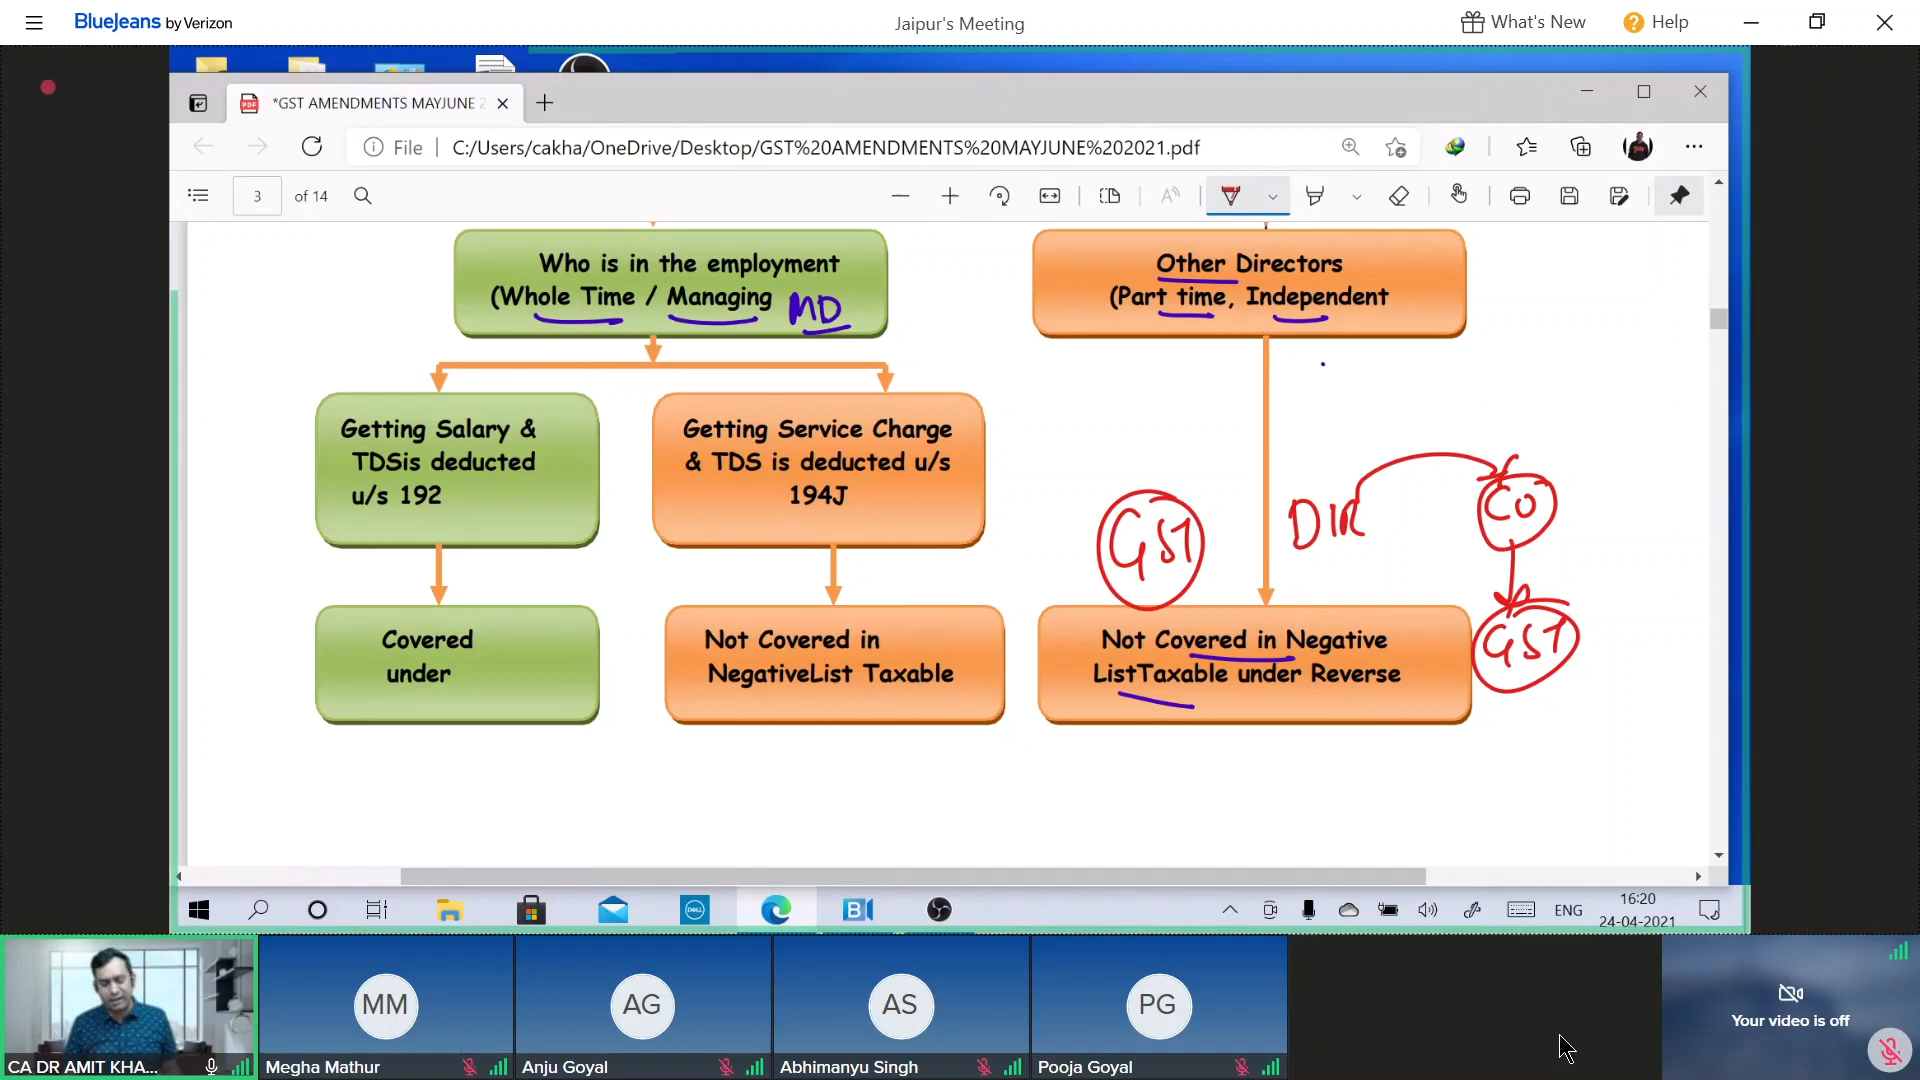 BlueJeans by Verizon
Jaipur's Meeting
What's New
Help
*GST AMENDMENTS MAYJUNE 2
File
C:/Users/cakha/OneDrive/Desktop/GST%20AMENDMENTS%20MAYJUNE%202021.pdf
3 of 14
Who is in the employment
(Whole Time / Managing MD
Other Directors
(Part time, Independent
Getting Salary &
TDSis deducted
u/s 192
Getting Service Charge
& TDS is deducted u/s
194J
GST
DIR
CO
GST
Covered
under
Not Covered in
NegativeList Taxable
Not Covered in Negative
ListTaxable under Reverse
DELL
B
ENG
16:20
24-04-2021
MM
AG
AS
PG
Your video is off
CA DR AMIT KHA...
Megha Mathur
Anju Goyal
Abhimanyu Singh
Pooja Goyal